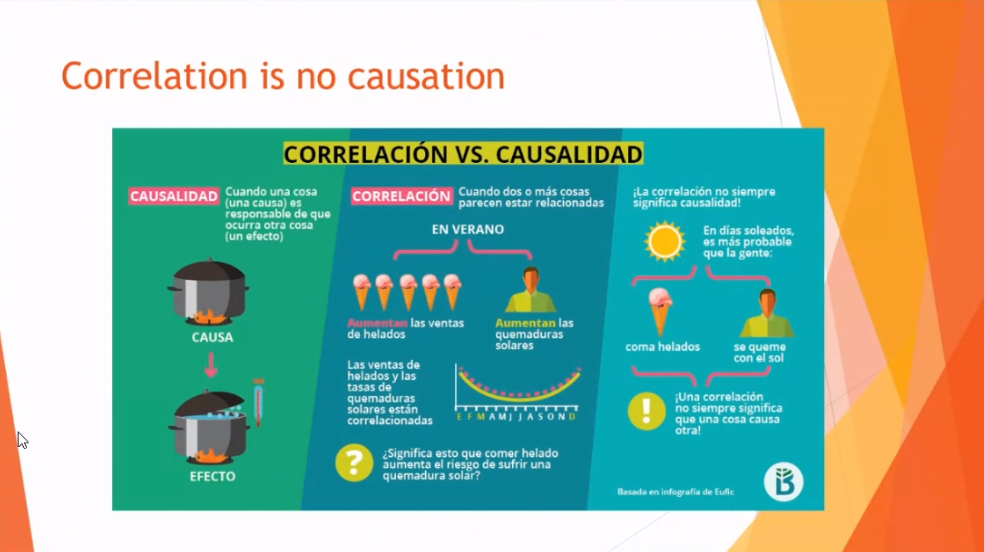 Correlation is no causation
CORRELACIÓN VS. CAUSALIDAD
CAUSALIDAD
Cuando una cosa
(una causa) es
responsable de que
ocurra otra cosa
(un efecto)
CAUSA
EFECTO
CORRELACIÓN
Cuando dos o más cosas
parecen estar relacionadas
EN VERANO
Aumentan las ventas
de helados
Aumentan las
quemaduras
solares
Las ventas de
helados y las
tasas de
quemaduras
solares están
correlacionadas
E F M A M J J A S O N D
?
¿Significa esto que comer helado
aumenta el riesgo de sufrir una
quemadura solar?
¡La correlación no siempre
significa causalidad!
En días soleados,
es más probable
que la gente:
coma helados
se queme
con el sol
!
¡Una correlación
no siempre significa
que una cosa causa
otra!
Basada en infografía de Eufic
B